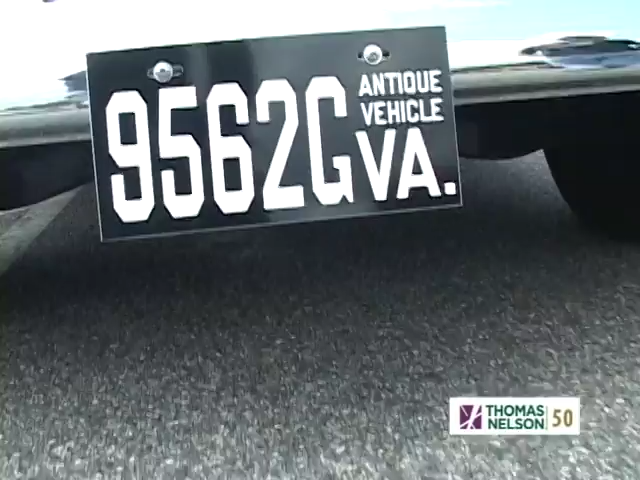 9562G
ANTIQUE
VEHICLE
VA.
THOMAS
NELSON
50